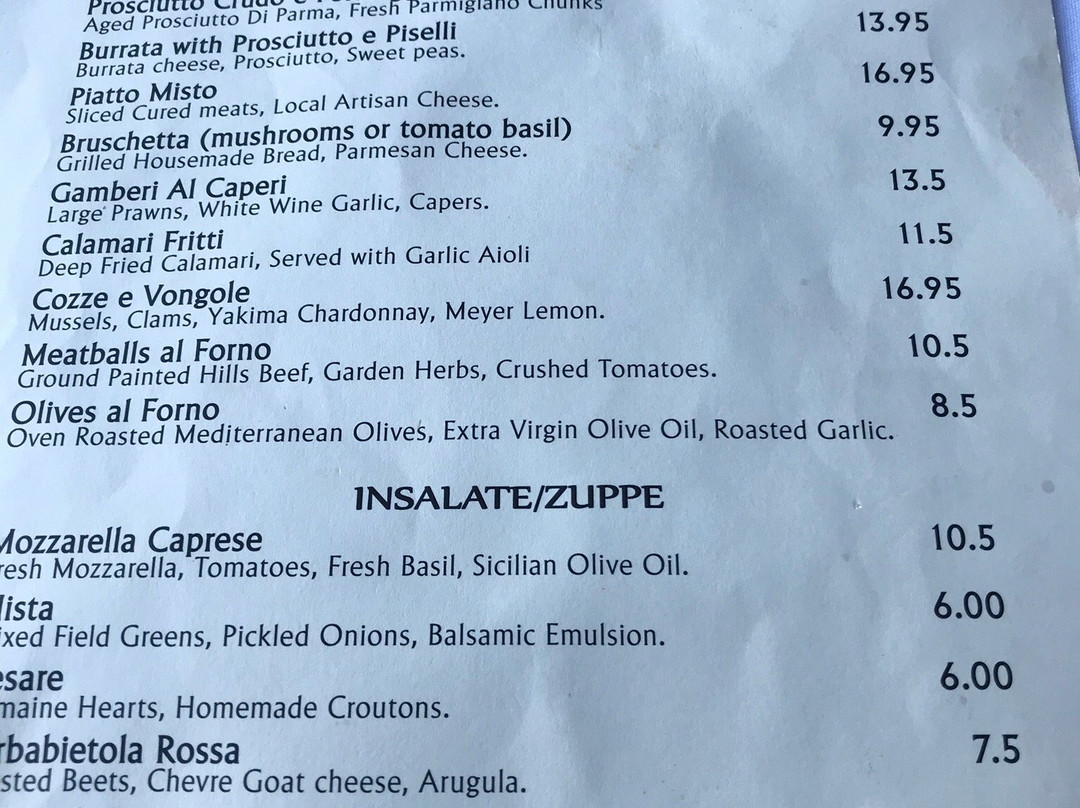 Prosciutto Crudo e
Aged Prosciutto Di Parma, Fresh Parmigiano Chunks
Burrata with Prosciutto e Piselli 13.95
Burrata cheese, Prosciutto, Sweet peas.
Piatto Misto 16.95
Sliced Cured meats, Local Artisan Cheese.
Bruschetta (mushrooms or tomato basil) 9.95
Grilled Housemade Bread, Parmesan Cheese.
Gamberi Al Caperi 13.5
Large Prawns, White Wine Garlic, Capers.
Calamari Fritti 11.5
Deep Fried Calamari, Served with Garlic Aioli
Cozze e Vongole 16.95
Mussels, Clams, Yakima Chardonnay, Meyer Lemon.
Meatballs al Forno 10.5
Ground Painted Hills Beef, Garden Herbs, Crushed Tomatoes.
Olives al Forno 8.5
Oven Roasted Mediterranean Olives, Extra Virgin Olive Oil, Roasted Garlic.
INSALATE/ZUPPE
Mozzarella Caprese 10.5
resh Mozzarella, Tomatoes, Fresh Basil, Sicilian Olive Oil.
lista 6.00
ixed Field Greens, Pickled Onions, Balsamic Emulsion.
esare 6.00
maine Hearts, Homemade Croutons.
rbabietola Rossa 7.5
sted Beets, Chevre Goat cheese, Arugula.